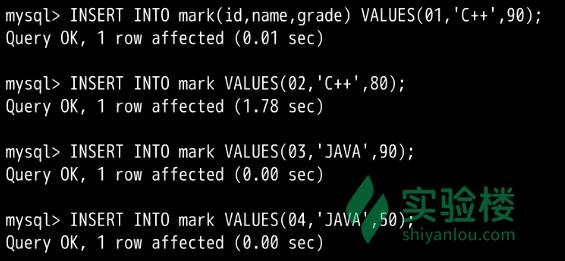 mysql> INSERT INTO mark(id,name,grade) VALUES(01,'C++',90);
Query OK, 1 row affected (0.01 sec)
mysql> INSERT INTO mark VALUES(02,'C++',80);
Query OK, 1 row affected (1.78 sec)
mysql> INSERT INTO mark VALUES(03,'JAVA',90);
Query OK, 1 row affected (0.00 sec)
mysql> INSERT INTO mark VALUES(04,'JAVA',50);
Query OK, 1 row affected (0.00 sec)
实验楼
shiyanlou.com